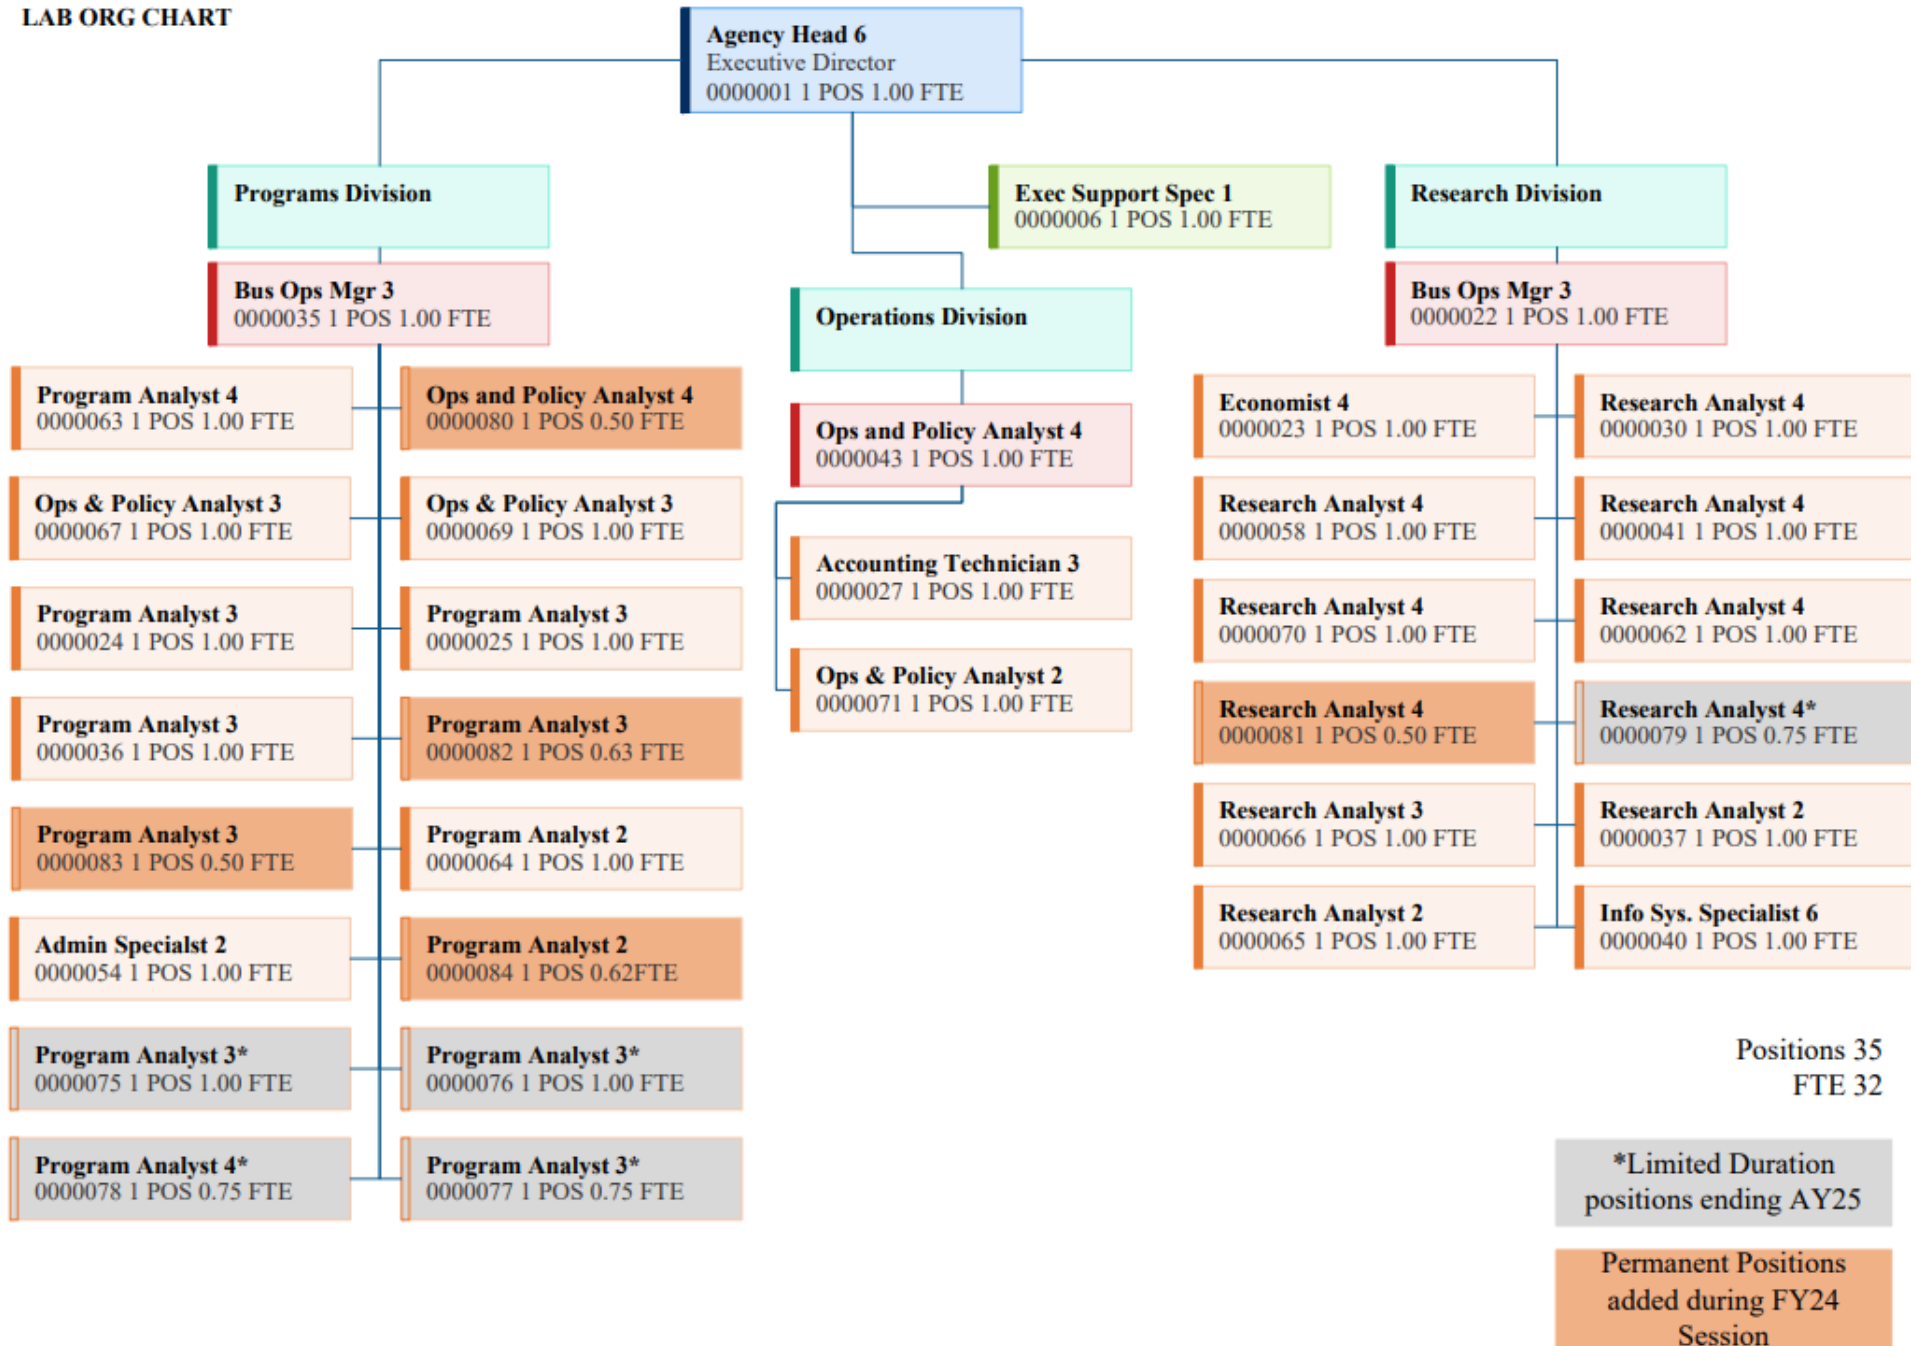 LAB ORG CHART
Agency Head 6
Executive Director
0000001 1 POS 1.00 FTE
Programs Division
Exec Support Spec 1
0000006 1 POS 1.00 FTE
Research Division
Bus Ops Mgr 3
0000035 1 POS 1.00 FTE
Operations Division
Bus Ops Mgr 3
0000022 1 POS 1.00 FTE
Program Analyst 4
0000063 1 POS 1.00 FTE
Ops and Policy Analyst 4
0000080 1 POS 0.50 FTE
Ops & Policy Analyst 3
0000067 1 POS 1.00 FTE
Ops & Policy Analyst 3
0000069 1 POS 1.00 FTE
Program Analyst 3
0000024 1 POS 1.00 FTE
Program Analyst 3
0000025 1 POS 1.00 FTE
Program Analyst 3
0000036 1 POS 1.00 FTE
Program Analyst 3
0000082 1 POS 0.63 FTE
Program Analyst 3
0000083 1 POS 0.50 FTE
Program Analyst 2
0000064 1 POS 1.00 FTE
Admin Specialst 2
0000054 1 POS 1.00 FTE
Program Analyst 2
0000084 1 POS 0.62FTE
Program Analyst 3*
0000075 1 POS 1.00 FTE
Program Analyst 3*
0000076 1 POS 1.00 FTE
Program Analyst 4*
0000078 1 POS 0.75 FTE
Program Analyst 3*
0000077 1 POS 0.75 FTE
Ops and Policy Analyst 4
0000043 1 POS 1.00 FTE
Accounting Technician 3
0000027 1 POS 1.00 FTE
Ops & Policy Analyst 2
0000071 1 POS 1.00 FTE
Economist 4
0000023 1 POS 1.00 FTE
Research Analyst 4
0000030 1 POS 1.00 FTE
Research Analyst 4
0000058 1 POS 1.00 FTE
Research Analyst 4
0000041 1 POS 1.00 FTE
Research Analyst 4
0000070 1 POS 1.00 FTE
Research Analyst 4
0000062 1 POS 1.00 FTE
Research Analyst 4
0000081 1 POS 0.50 FTE
Research Analyst 4*
0000079 1 POS 0.75 FTE
Research Analyst 3
0000066 1 POS 1.00 FTE
Research Analyst 2
0000037 1 POS 1.00 FTE
Research Analyst 2
0000065 1 POS 1.00 FTE
Info Sys. Specialist 6
0000040 1 POS 1.00 FTE
Positions 35
FTE 32
*Limited Duration
positions ending AY25
Permanent Positions
added during FY24
Session